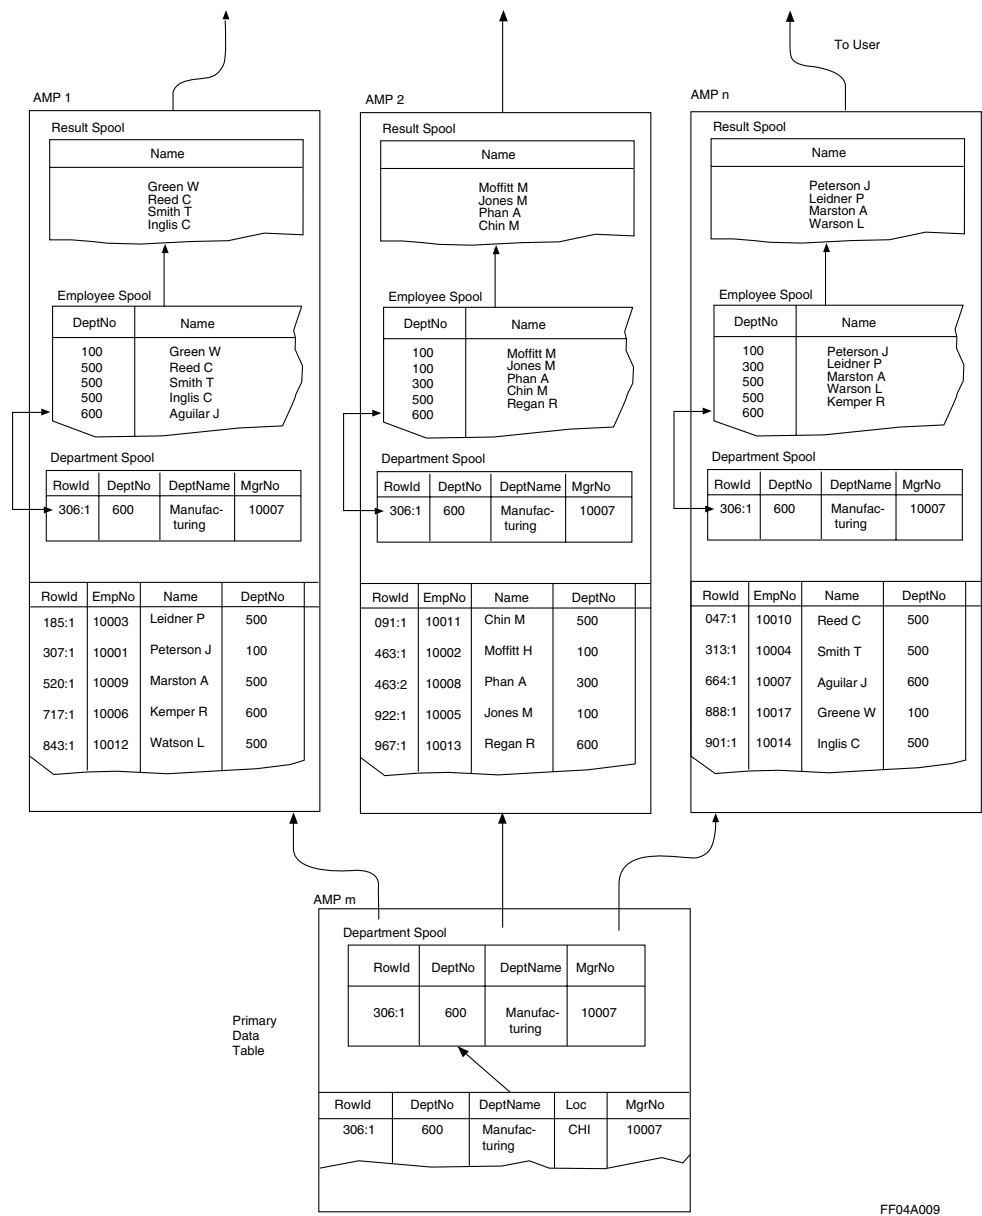 To User
AMP 1
Result Spool
Name
Green W
Reed C
Smith T
Inglis C
Employee Spool
DeptNo Name
100 Green W
500 Reed C
500 Smith T
500 Inglis C
600 Aguilar J
Department Spool
RowId DeptNo DeptName MgrNo
306:1 600 Manufac- 10007
turing
RowId EmpNo Name DeptNo
185:1 10003 Leidner P 500
307:1 10001 Peterson J 100
520:1 10009 Marston A 500
717:1 10006 Kemper R 600
843:1 10012 Watson L 500
AMP 2
Result Spool
Name
Moffitt M
Jones M
Phan A
Chin M
Employee Spool
DeptNo Name
100 Moffitt M
100 Jones M
300 Phan A
500 Chin M
600 Regan R
Department Spool
RowId DeptNo DeptName MgrNo
306:1 600 Manufac- 10007
turing
RowId EmpNo Name DeptNo
091:1 10011 Chin M 500
463:1 10002 Moffitt H 100
463:2 10008 Phan A 300
922:1 10005 Jones M 100
967:1 10013 Regan R 600
AMP n
Result Spool
Name
Peterson J
Leidner P
Marston A
Warson L
Employee Spool
DeptNo Name
100 Peterson J
300 Leidner P
500 Marston A
500 Warson L
600 Kemper R
Department Spool
RowId DeptNo DeptName MgrNo
306:1 600 Manufac- 10007
turing
RowId EmpNo Name DeptNo
047:1 10010 Reed C 500
313:1 10004 Smith T 500
664:1 10007 Aguilar J 600
888:1 10017 Greene W 100
901:1 10014 Inglis C 500
AMP m
Department Spool
RowId DeptNo DeptName MgrNo
306:1 600 Manufac- 10007
turing
Primary
Data
Table
RowId DeptNo DeptName Loc MgrNo
306:1 600 Manufac- CHI 10007
turing
FF04A009